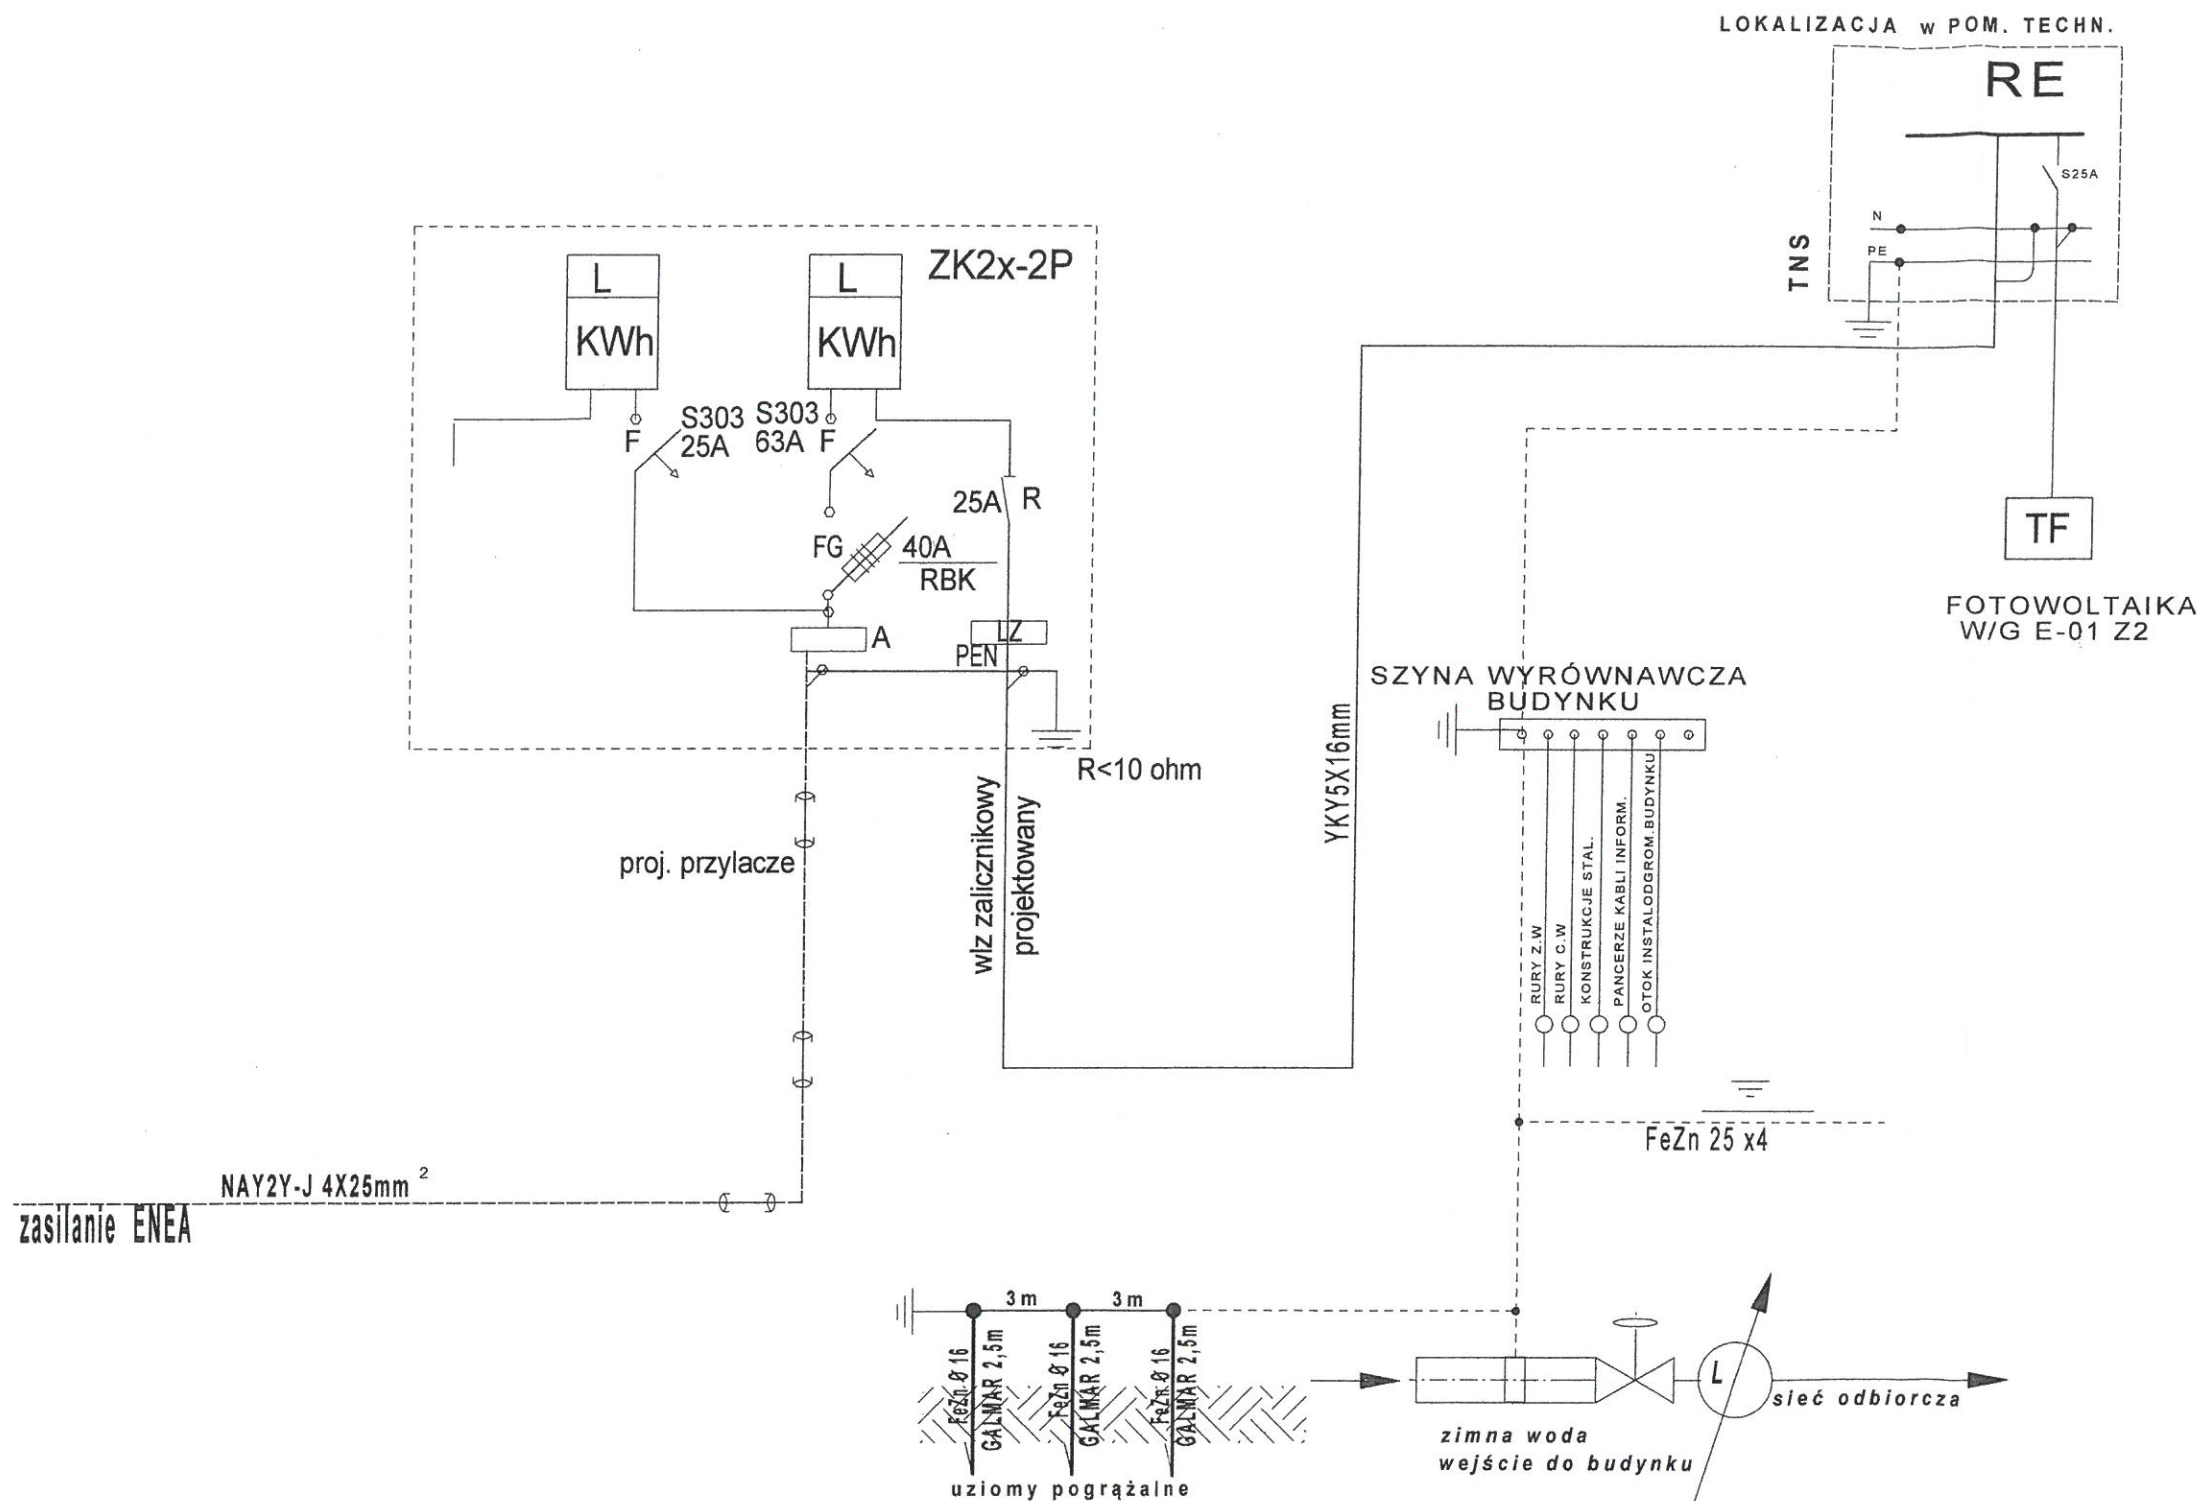 LOKALIZACJA w POM. TECHN.
RE
S25A
N
PE
TNS
ZK2x-2P
L
KWh
L
KWh
F
S303
25A
S303
63A
F
25A
R
FG
40A
RBK
A
LZ
PEN
R<10 ohm
TF
FOTOWOLTAIKA
W/G E-01 Z2
SZYNA WYRÓWNAWCZA
BUDYNKU
YKY5X16mm
wlz zalicznikowy
projektowany
proj. przylacze
RURY Z.W
RURY C.W
KONSTRUKCJE STAL.
PANCERZE KABLI INFORM.
OTOK INSTALODGROM.BUDYNKU
FeZn 25 x4
NAY2Y-J 4X25mm 2
zasilanie ENEA
3 m
3 m
FeZn Ø 16
GALMAR 2,5m
FeZn Ø 16
GALMAR 2,5m
FeZn Ø 16
GALMAR 2,5m
uziomy pogrążalne
L
sieć odbiorcza
zimna woda
wejście do budynku